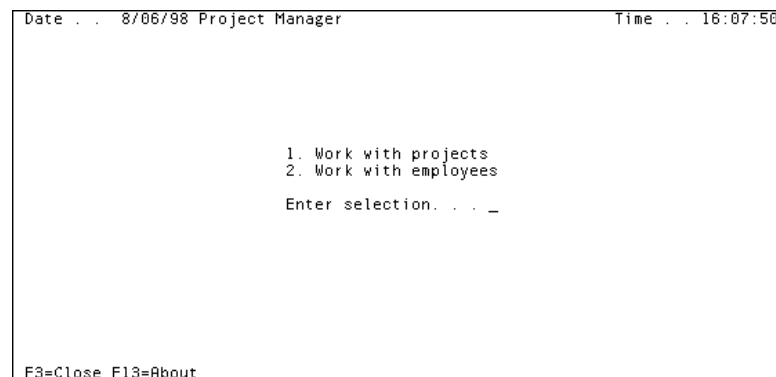 Date . . 8/06/98 Project Manager Time . . 16:07:50
1. Work with projects
2. Work with employees
Enter selection. . . _
F3=Close F13=About